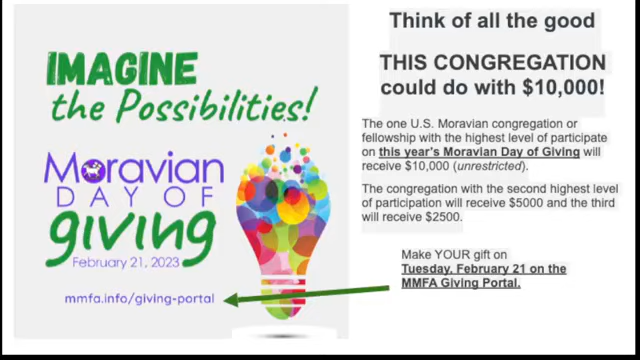 IMAGINE
the Possibilities!
Moravian
DAY OF
giving
February 21, 2023
mmfa.info/giving-portal
Think of all the good
THIS CONGREGATION
could do with $10,000!
The one U.S. Moravian congregation or
fellowship with the highest level of participate
on this year's Moravian Day of Giving will
receive $10,000 (unrestricted).
The congregation with the second highest level
of participation will receive $5000 and the third
will receive $2500.
Make YOUR gift on
Tuesday, February 21 on the
MMFA Giving Portal.